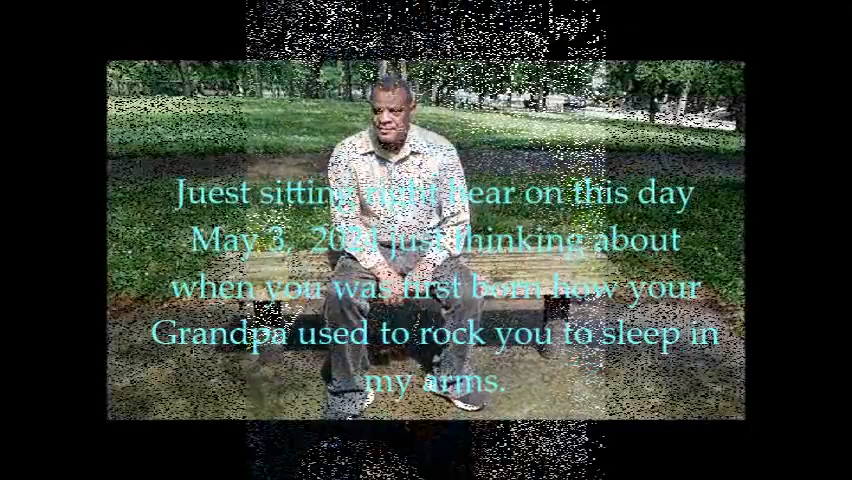 Juest sitting right hear on this day
May 3, 2024 just thinking about
when you was first born how your
Grandpa used to rock you to sleep in
my arms.